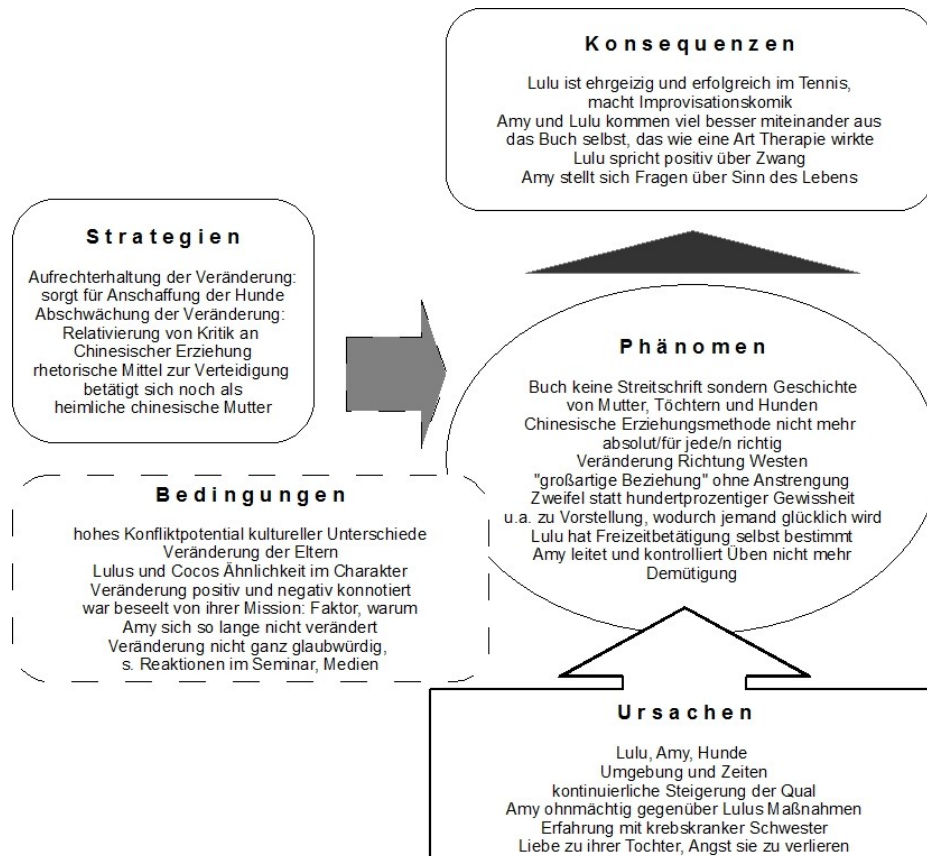 Konsequenzen
Lulu ist ehrgeizig und erfolgreich im Tennis,
macht Improvisationskomik
Amy und Lulu kommen viel besser miteinander aus
das Buch selbst, das wie eine Art Therapie wirkte
Lulu spricht positiv über Zwang
Amy stellt sich Fragen über Sinn des Lebens
Strategien
Aufrechterhaltung der Veränderung:
sorgt für Anschaffung der Hunde
Abschwächung der Veränderung:
Relativierung von Kritik an
Chinesischer Erziehung
rhetorische Mittel zur Verteidigung
betätigt sich noch als
heimliche chinesische Mutter
Phänomen
Buch keine Streitschrift sondern Geschichte
von Mutter, Töchtern und Hunden
Chinesische Erziehungsmethode nicht mehr
absolut/für jede/n richtig
Veränderung Richtung Westen
"großartige Beziehung" ohne Anstrengung
Zweifel statt hundertprozentiger Gewissheit
u.a. zu Vorstellung, wodurch jemand glücklich wird
Lulu hat Freizeitbetätigung selbst bestimmt
Amy leitet und kontrolliert Üben nicht mehr
Demütigung
Bedingungen
hohes Konfliktpotential kultureller Unterschiede
Veränderung der Eltern
Lulus und Cocos Ähnlichkeit im Charakter
Veränderung positiv und negativ konnotiert
war beseelt von ihrer Mission: Faktor, warum
Amy sich so lange nicht verändert
Veränderung nicht ganz glaubwürdig,
s. Reaktionen im Seminar, Medien
Ursachen
Lulu, Amy, Hunde
Umgebung und Zeiten
kontinuierliche Steigerung der Qual
Amy ohnmächtig gegenüber Lulus Maßnahmen
Erfahrung mit krebskranker Schwester
Liebe zu ihrer Tochter, Angst sie zu verlieren